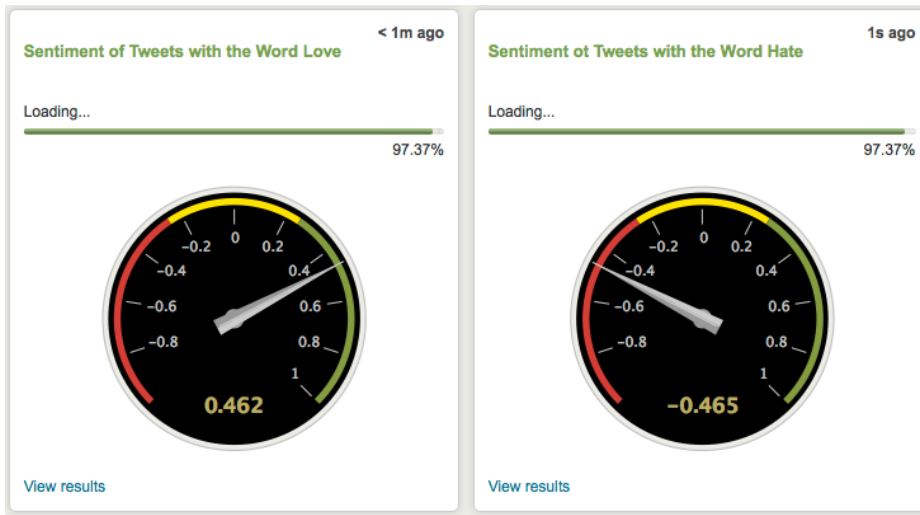 < 1m ago
Sentiment of Tweets with the Word Love
Loading...
97.37%
-0.2 0 0.2
-0.4 0.4
-0.6 0.6
-0.8 0.8
1
0.462
View results
1s ago
Sentiment ot Tweets with the Word Hate
Loading...
97.37%
-0.2 0 0.2
-0.4 0.4
-0.6 0.6
-0.8 0.8
1
-0.465
View results